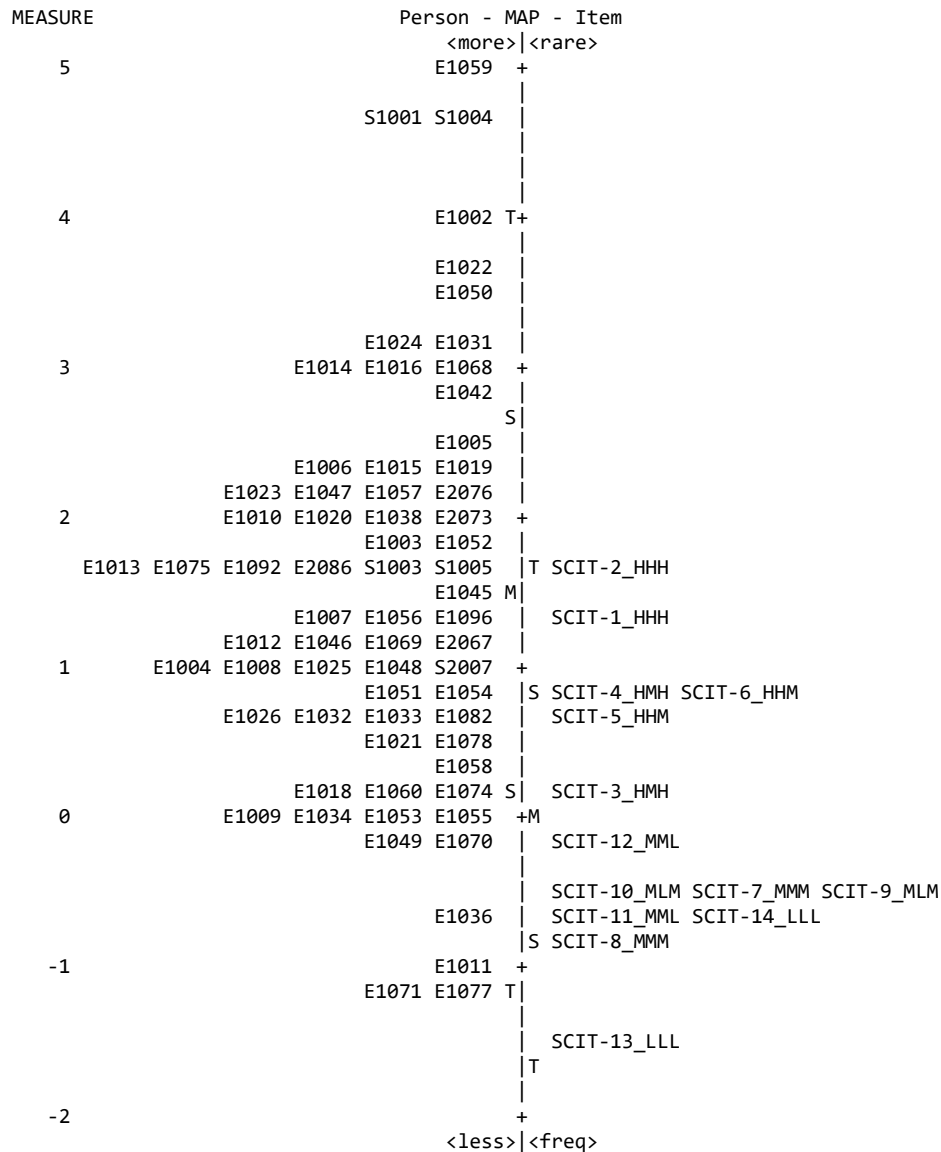 MEASURE Person - MAP - Item
<more>|<rare>
5 E1059 +
|
S1001 S1004 |
|
|
|
4 E1002 T+
|
E1022 |
E1050 |
|
E1024 E1031 |
3 E1014 E1016 E1068 +
E1042 |
S|
E1005 |
E1006 E1015 E1019 |
E1023 E1047 E1057 E2076 |
2 E1010 E1020 E1038 E2073 +
E1003 E1052 |
E1013 E1075 E1092 E2086 S1003 S1005 |T SCIT-2_HHH
E1045 M|
E1007 E1056 E1096 | SCIT-1_HHH
E1012 E1046 E1069 E2067 |
1 E1004 E1008 E1025 E1048 S2007 +
E1051 E1054 |S SCIT-4_HMH SCIT-6_HHM
E1026 E1032 E1033 E1082 | SCIT-5_HHM
E1021 E1078 |
E1058 |
E1018 E1060 E1074 S| SCIT-3_HMH
0 E1009 E1034 E1053 E1055 +M
E1049 E1070 | SCIT-12_MML
|
| SCIT-10_MLM SCIT-7_MMM SCIT-9_MLM
E1036 | SCIT-11_MML SCIT-14_LLL
|S SCIT-8_MMM
-1 E1011 +
E1071 E1077 T|
|
| SCIT-13_LLL
|T
|
-2 +
<less>|<freq>